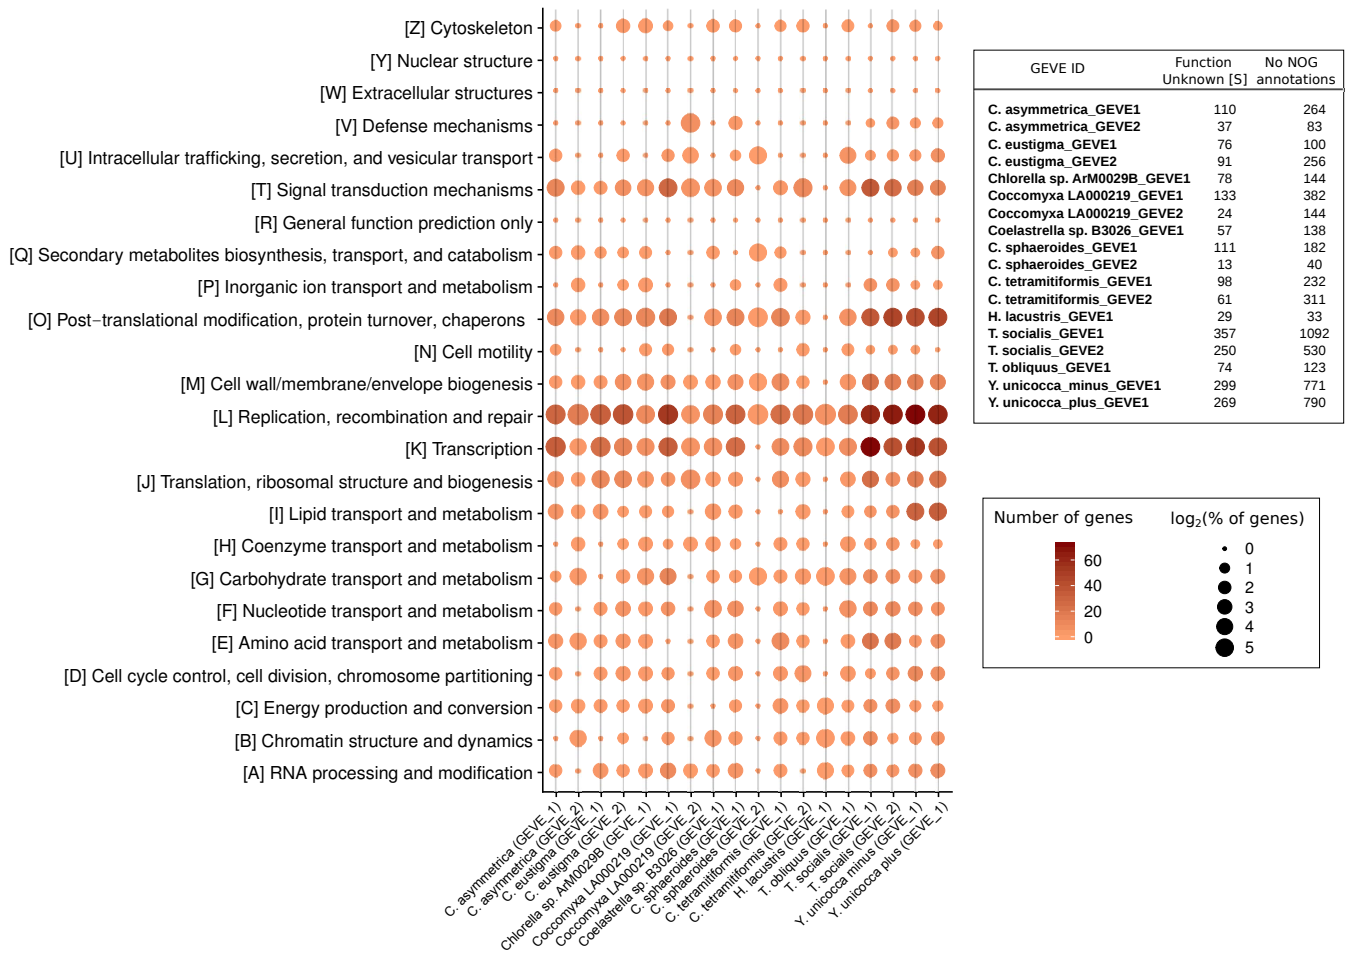 [Z] Cytoskeleton
[Y] Nuclear structure
[W] Extracellular structures
[V] Defense mechanisms
[U] Intracellular trafficking, secretion, and vesicular transport
[T] Signal transduction mechanisms
[R] General function prediction only
[Q] Secondary metabolites biosynthesis, transport, and catabolism
[P] Inorganic ion transport and metabolism
[O] Post−translational modification, protein turnover, chaperons
[N] Cell motility
[M] Cell wall/membrane/envelope biogenesis
[L] Replication, recombination and repair
[K] Transcription
[J] Translation, ribosomal structure and biogenesis
[I] Lipid transport and metabolism
[H] Coenzyme transport and metabolism
[G] Carbohydrate transport and metabolism
[F] Nucleotide transport and metabolism
[E] Amino acid transport and metabolism
[D] Cell cycle control, cell division, chromosome partitioning
[C] Energy production and conversion
[B] Chromatin structure and dynamics
[A] RNA processing and modification
C. asymmetrica (GEVE_1)
C. asymmetrica (GEVE_2)
C. eustigma (GEVE_1)
C. eustigma (GEVE_2)
Chlorella sp. ArM0029B (GEVE_1)
Coccomyxa LA000219 (GEVE_1)
Coccomyxa LA000219 (GEVE_2)
Coelastrella sp. B3026 (GEVE_1)
C. sphaeroides (GEVE_1)
C. sphaeroides (GEVE_2)
C. tetramitiformis (GEVE_1)
C. tetramitiformis (GEVE_2)
H. lacustris (GEVE_1)
T. obliquus (GEVE_1)
T. socialis (GEVE_1)
T. socialis (GEVE_2)
Y. unicocca minus (GEVE_1)
Y. unicocca plus (GEVE_1)
GEVE ID Function Unknown [S] No NOG annotations
C. asymmetrica_GEVE1 110 264
C. asymmetrica_GEVE2 37 83
C. eustigma_GEVE1 76 100
C. eustigma_GEVE2 91 256
Chlorella sp. ArM0029B_GEVE1 78 144
Coccomyxa LA000219_GEVE1 133 382
Coccomyxa LA000219_GEVE2 24 144
Coelastrella sp. B3026_GEVE1 57 138
C. sphaeroides_GEVE1 111 182
C. sphaeroides_GEVE2 13 40
C. tetramitiformis_GEVE1 98 232
C. tetramitiformis_GEVE2 61 311
H. lacustris_GEVE1 29 33
T. socialis_GEVE1 357 1092
T. socialis_GEVE2 250 530
T. obliquus_GEVE1 74 123
Y. unicocca_minus_GEVE1 299 771
Y. unicocca_plus_GEVE1 269 790
Number of genes
60
40
20
0
log2(% of genes)
0
1
2
3
4
5